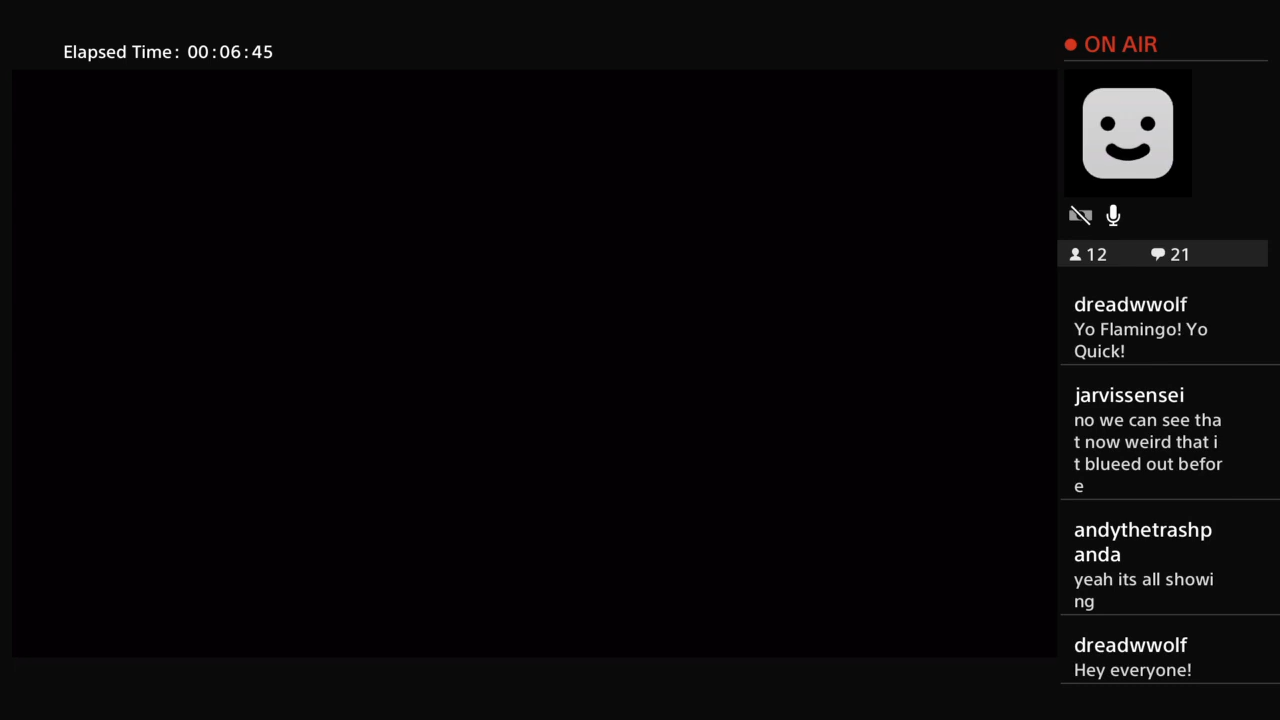 Elapsed Time: 00:06:45
ON AIR
12 21
dreadwwolf
Yo Flamingo! Yo
Quick!
jarvissensei
no we can see tha
t now weird that i
t blueed out befor
e
andythetrashp
anda
yeah its all showi
ng
dreadwwolf
Hey everyone!